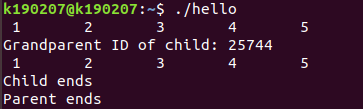 k190207@k190207:~$ ./hello
1 2 3 4 5
Grandparent ID of child: 25744
1 2 3 4 5
Child ends
Parent ends